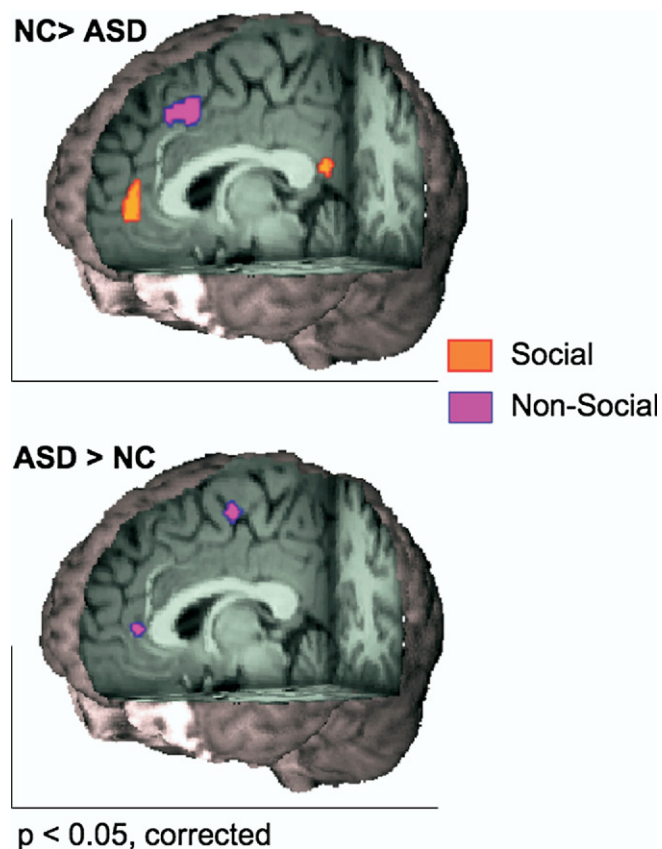 NC> ASD
Social
Non-Social
ASD > NC
p < 0.05, corrected